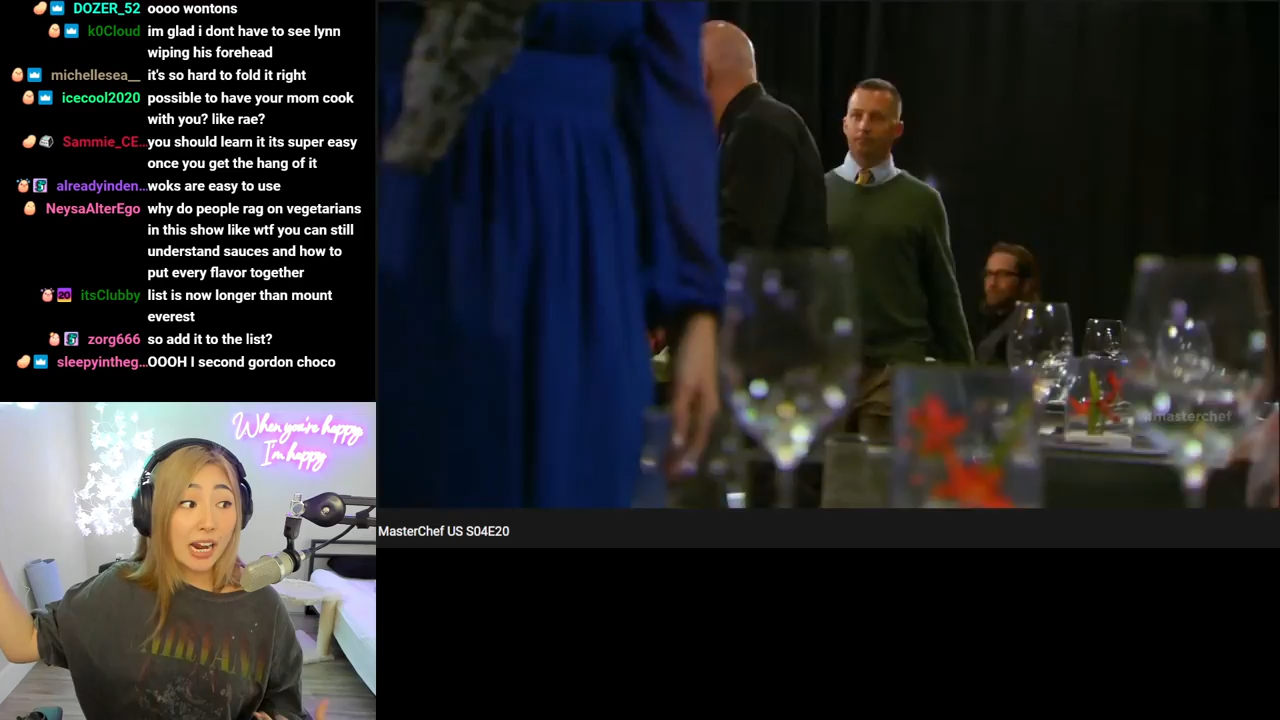 DOZER_52 oooo wontons
k0Cloud im glad i dont have to see lynn
wiping his forehead
michellesea__ it's so hard to fold it right
icecool2020 possible to have your mom cook
with you? like rae?
Sammie_CE... you should learn it its super easy
once you get the hang of it
alreadyinden... woks are easy to use
NeysaAlterEgo why do people rag on vegetarians
in this show like wtf you can still
understand sauces and how to
put every flavor together
20 itsClubby list is now longer than mount
everest
zorg666 so add it to the list?
sleepyintheg... OOOH I second gordon choco
When you're happy
I'm happy
NIRVANA
#masterchef
MasterChef US S04E20